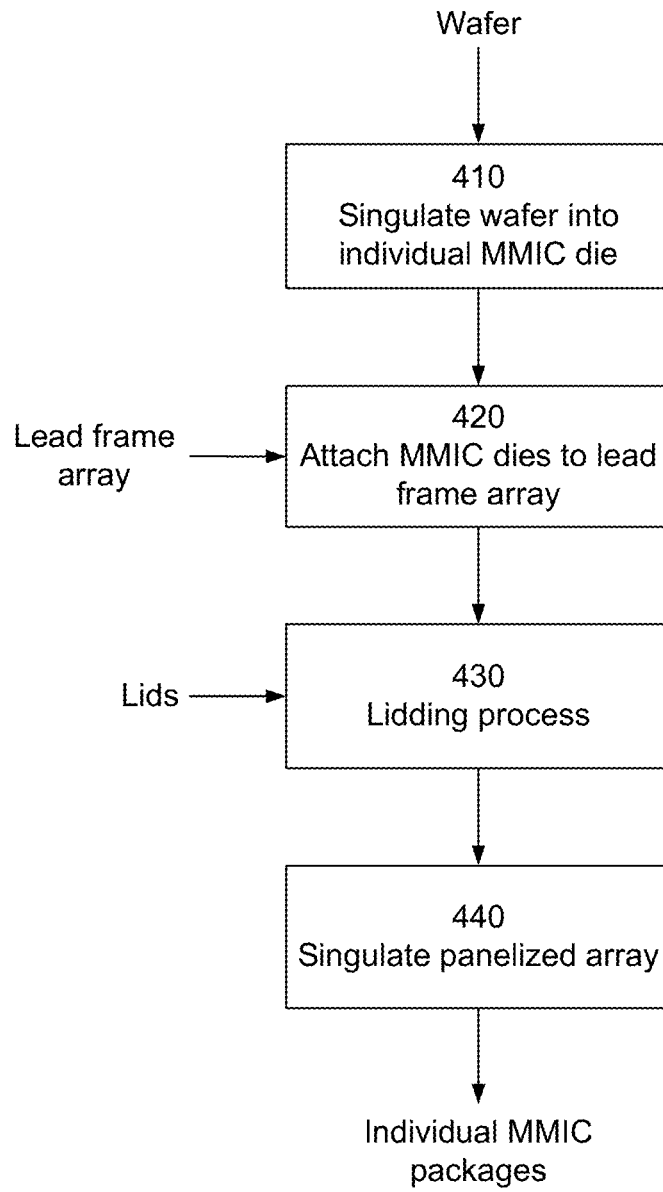 Wafer
410
Singulate wafer into
individual MMIC die
Lead frame
array
420
Attach MMIC dies to lead
frame array
Lids
430
Lidding process
440
Singulate panelized array
Individual MMIC
packages